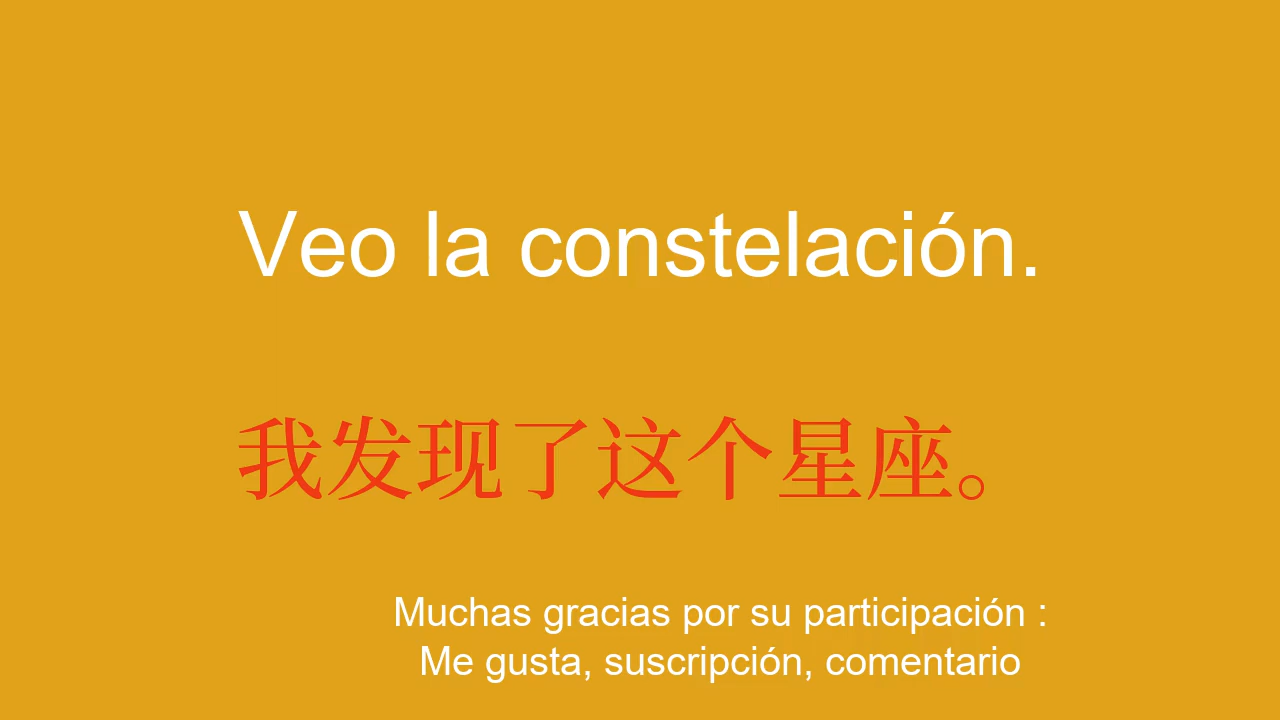 Veo la constelación.
我发现了这个星座。
Muchas gracias por su participación :
Me gusta, suscripción, comentario